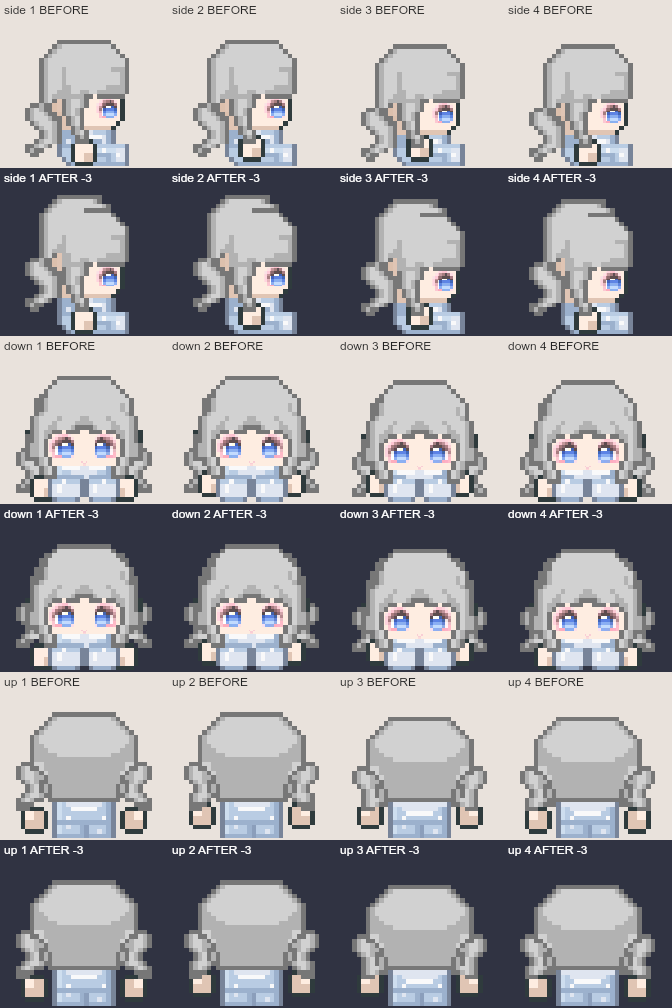 side 1 BEFORE side 2 BEFORE side 3 BEFORE side 4 BEFORE
side 1 AFTER -3 side 2 AFTER -3 side 3 AFTER -3 side 4 AFTER -3
down 1 BEFORE down 2 BEFORE down 3 BEFORE down 4 BEFORE
down 1 AFTER -3 down 2 AFTER -3 down 3 AFTER -3 down 4 AFTER -3
up 1 BEFORE up 2 BEFORE up 3 BEFORE up 4 BEFORE
up 1 AFTER -3 up 2 AFTER -3 up 3 AFTER -3 up 4 AFTER -3